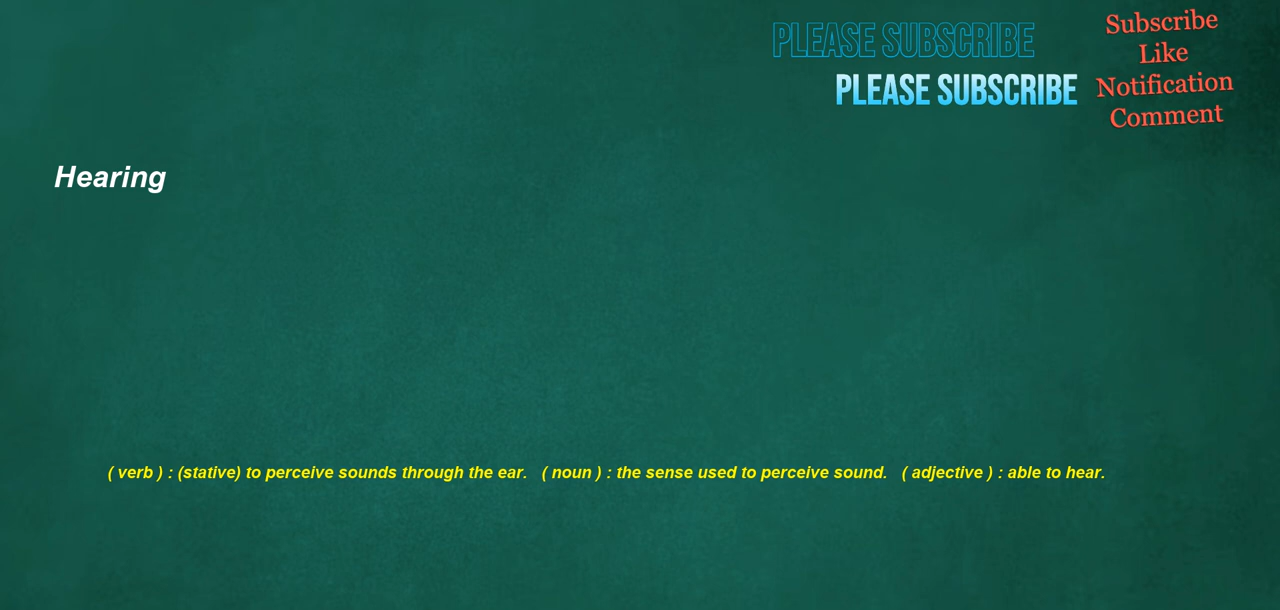 PLEASE SUBSCRIBE
PLEASE SUBSCRIBE
Subscribe
Like
Notification
Comment
Hearing
( verb ) : (stative) to perceive sounds through the ear.   ( noun ) : the sense used to perceive sound.   ( adjective ) : able to hear.